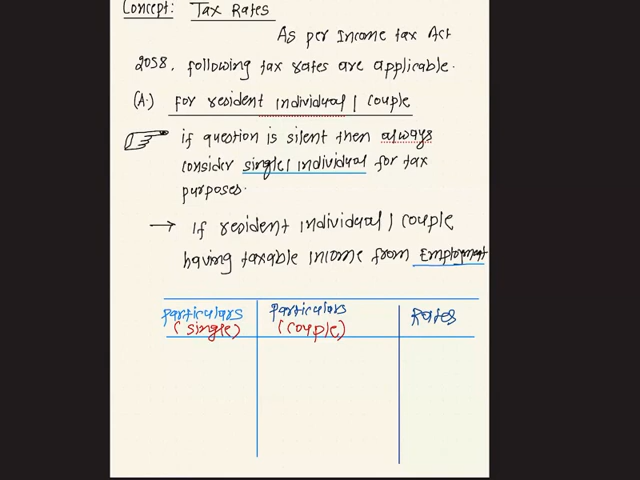 Concept: Tax Rates
As per Income tax Act
2058, following tax rates are applicable.
(A.) for resident individual / couple
if question is silent then always
consider single/individual for tax
purposes.
→ if resident individual / couple
having taxable income from Employment
Particulars (single) Particulars (couple) Rates